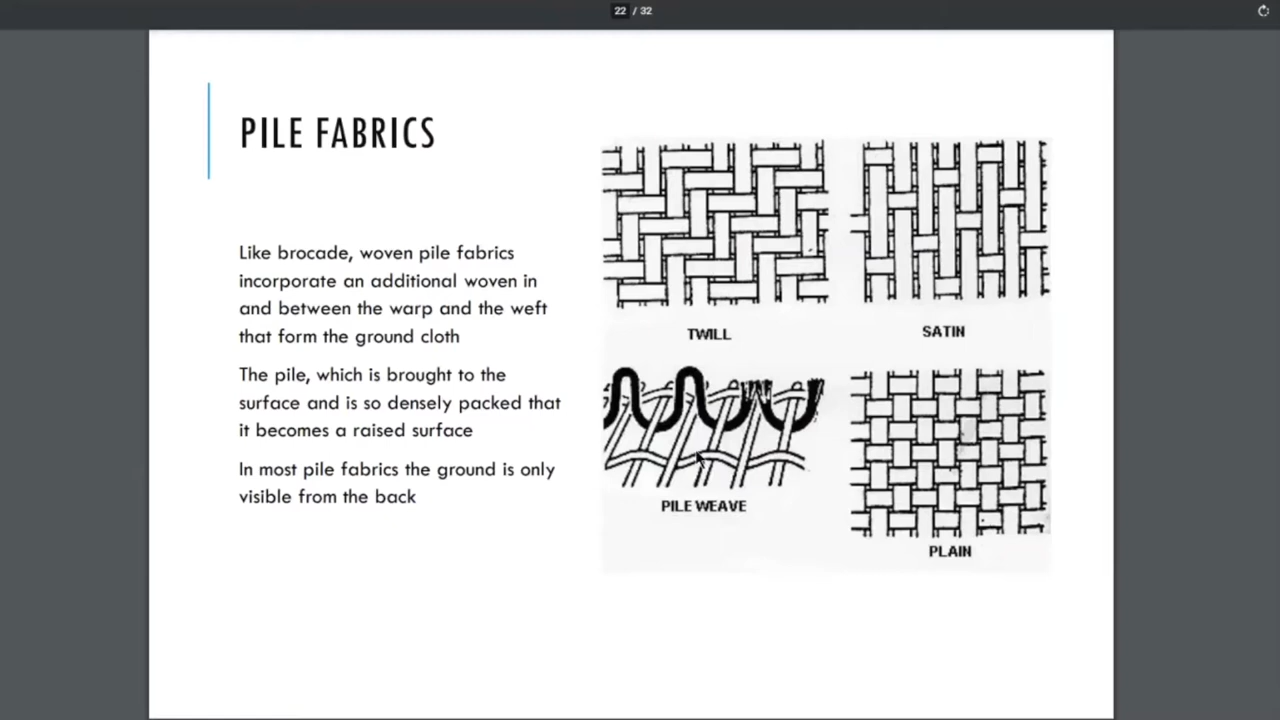 22 / 32
PILE FABRICS
Like brocade, woven pile fabrics
incorporate an additional woven in
and between the warp and the weft
that form the ground cloth
The pile, which is brought to the
surface and is so densely packed that
it becomes a raised surface
In most pile fabrics the ground is only
visible from the back
TWILL
SATIN
PILE WEAVE
PLAIN